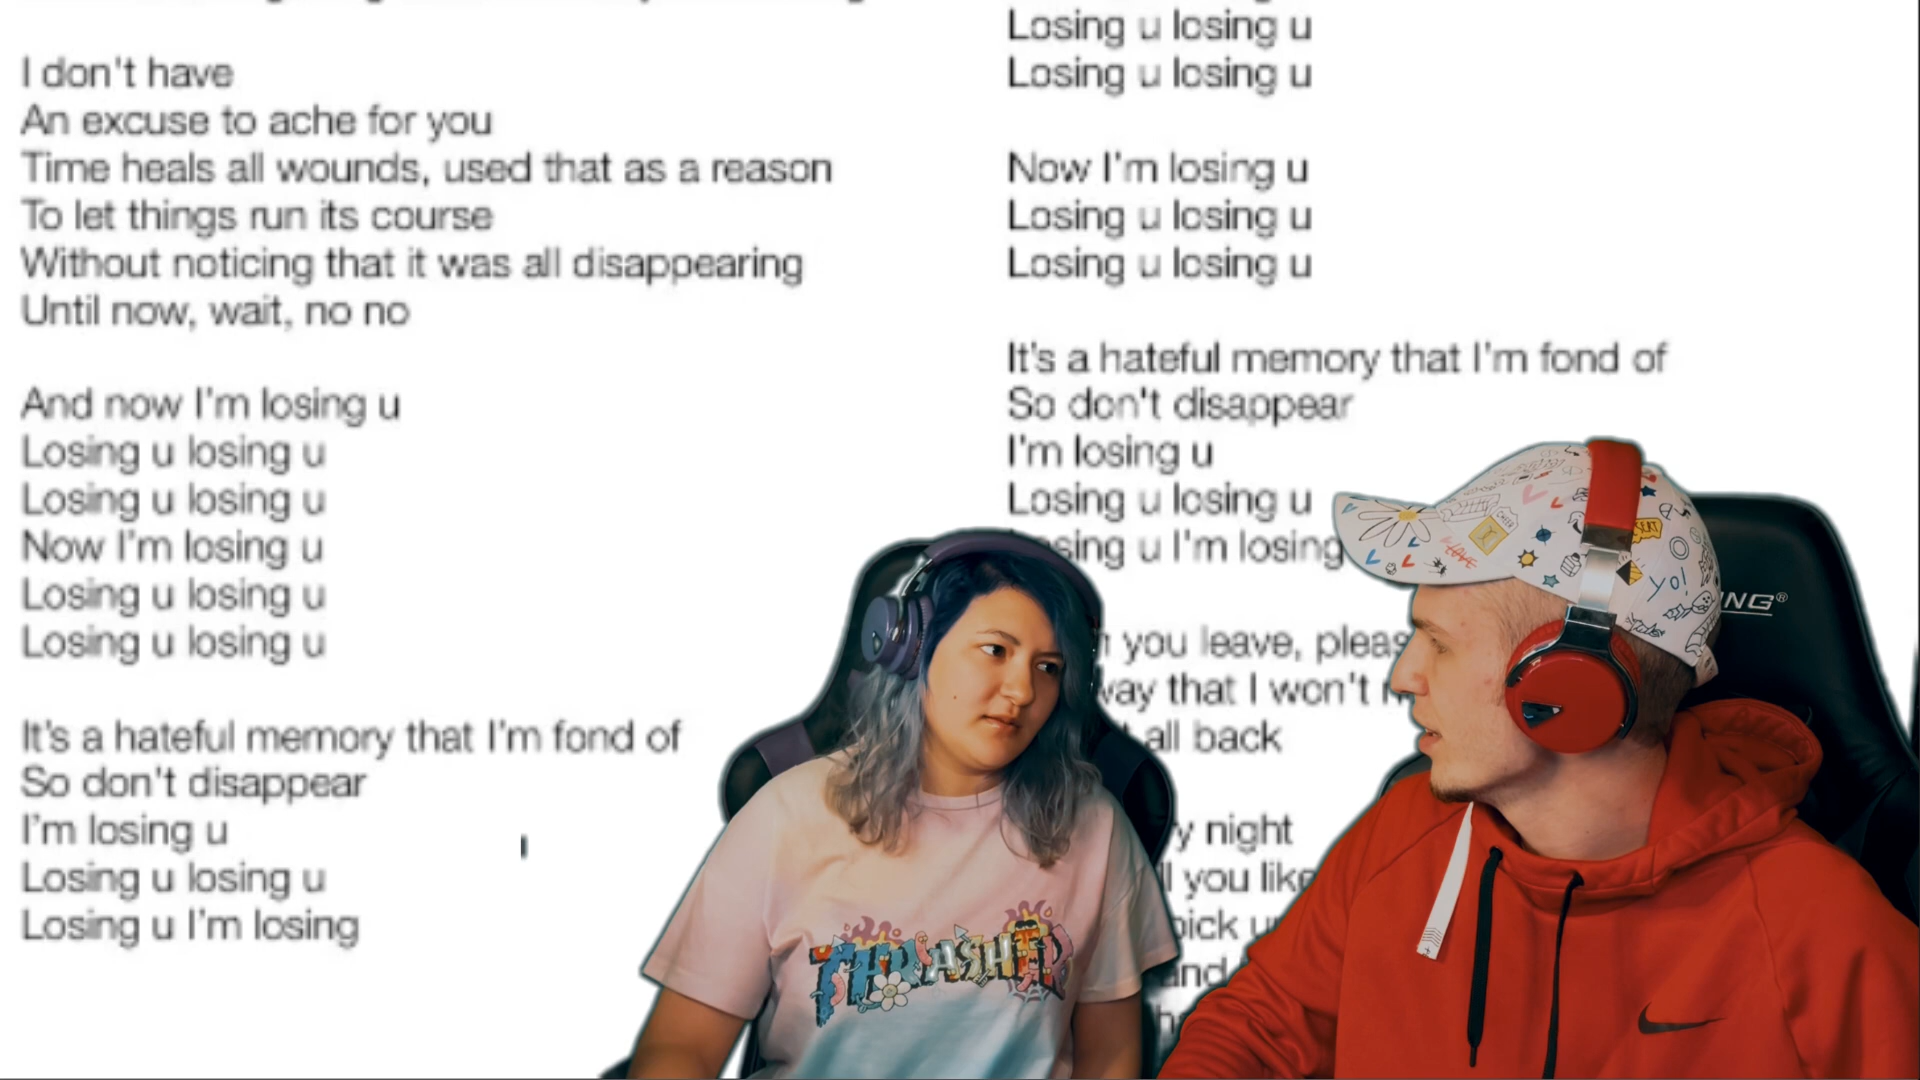 I don't have
An excuse to ache for you
Time heals all wounds, used that as a reason
To let things run its course
Without noticing that it was all disappearing
Until now, wait, no no
And now I'm losing u
Losing u losing u
Losing u losing u
Now I'm losing u
Losing u losing u
Losing u losing u
It's a hateful memory that I'm fond of
So don't disappear
I'm losing u
Losing u losing u
Losing u I'm losing
Losing u losing u
Losing u losing u
Now I'm losing u
Losing u losing u
Losing u losing u
It's a hateful memory that I'm fond of
So don't disappear
I'm losing u
Losing u losing u
u I'm losing
you leave,
that I won't
all back
night
you like
THRASHER
YO!
NG®